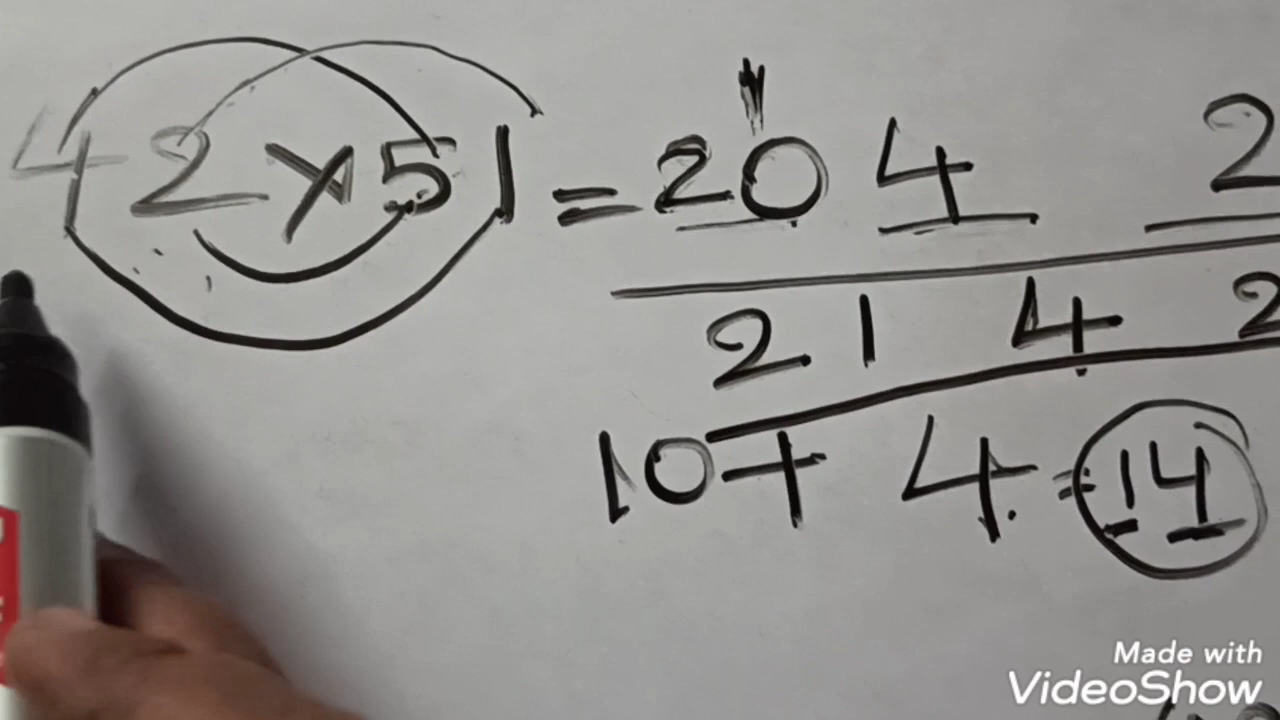 42 × 51 = 20 4 2
2 1 4 2
10 + 4 = 14
Made with
VideoShow